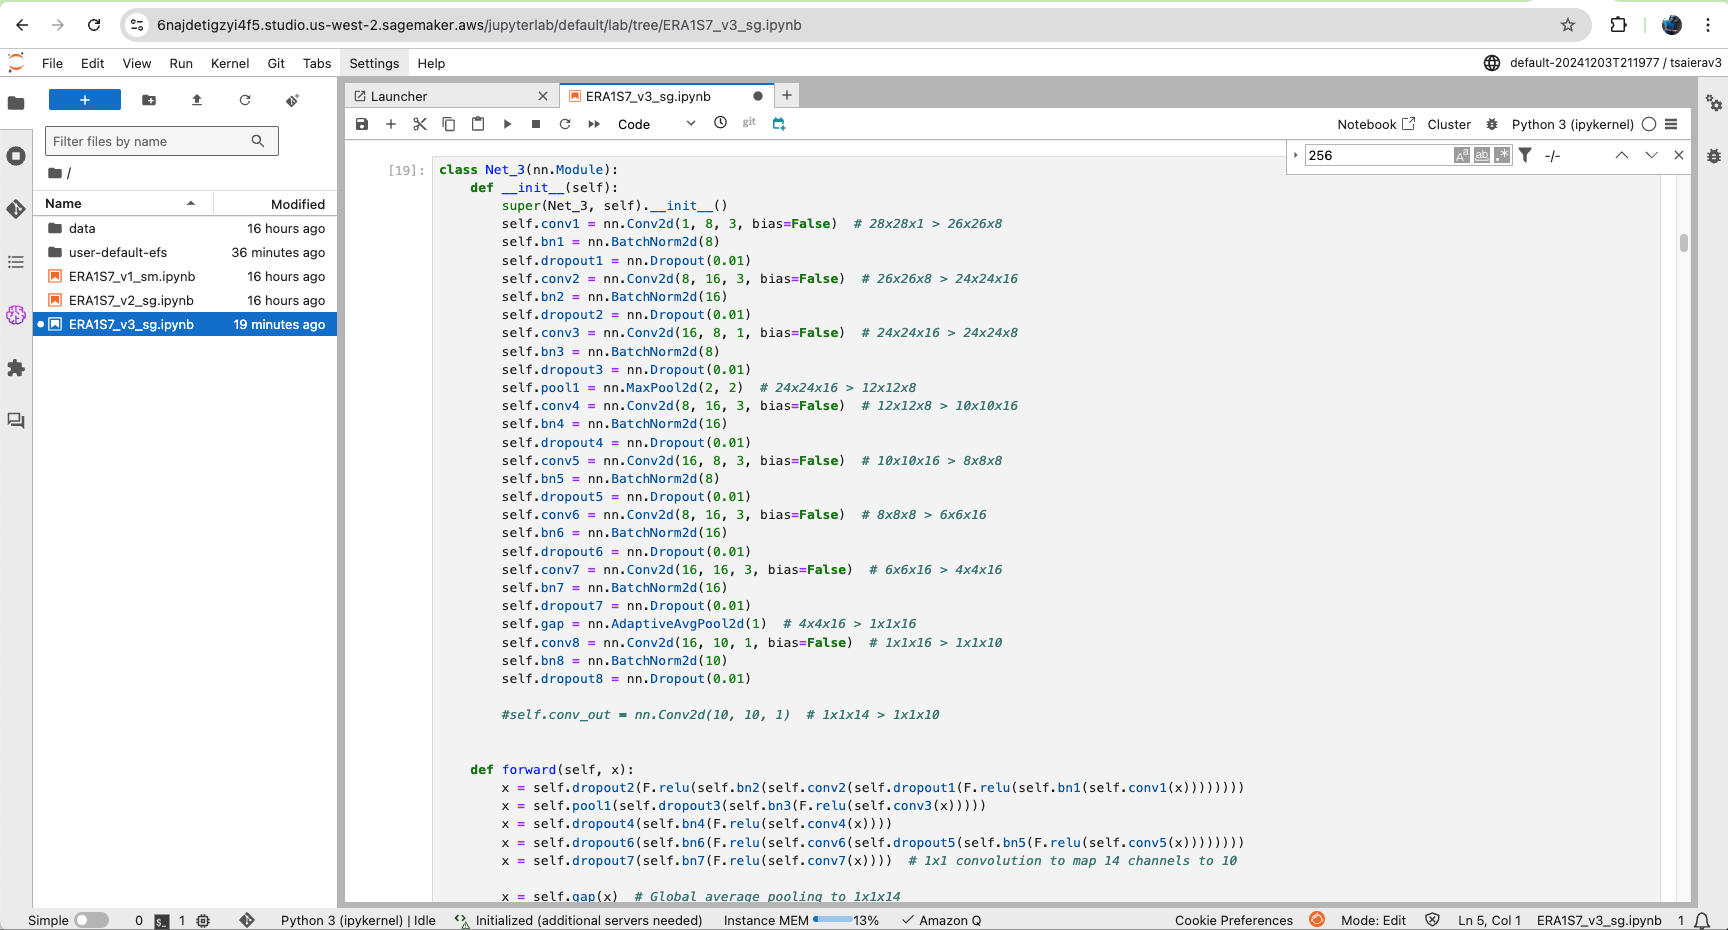 6najdetigzyi4f5.studio.us-west-2.sagemaker.aws/jupyterlab/default/lab/tree/ERA1S7_v3_sg.ipynb
File Edit View Run Kernel Git Tabs Settings Help
default-20241203T211977 / tsaierav3
Launcher
ERA1S7_v3_sg.ipynb
Filter files by name
/
Name Modified
data 16 hours ago
user-default-efs 36 minutes ago
ERA1S7_v1_sm.ipynb 16 hours ago
ERA1S7_v2_sg.ipynb 16 hours ago
ERA1S7_v3_sg.ipynb 19 minutes ago
Code
git
Notebook Cluster Python 3 (ipykernel)
256
-/-
[19]:
class Net_3(nn.Module):
    def __init__(self):
        super(Net_3, self).__init__()
        self.conv1 = nn.Conv2d(1, 8, 3, bias=False)  # 28x28x1 > 26x26x8
        self.bn1 = nn.BatchNorm2d(8)
        self.dropout1 = nn.Dropout(0.01)
        self.conv2 = nn.Conv2d(8, 16, 3, bias=False)  # 26x26x8 > 24x24x16
        self.bn2 = nn.BatchNorm2d(16)
        self.dropout2 = nn.Dropout(0.01)
        self.conv3 = nn.Conv2d(16, 8, 1, bias=False)  # 24x24x16 > 24x24x8
        self.bn3 = nn.BatchNorm2d(8)
        self.dropout3 = nn.Dropout(0.01)
        self.pool1 = nn.MaxPool2d(2, 2)  # 24x24x16 > 12x12x8
        self.conv4 = nn.Conv2d(8, 16, 3, bias=False)  # 12x12x8 > 10x10x16
        self.bn4 = nn.BatchNorm2d(16)
        self.dropout4 = nn.Dropout(0.01)
        self.conv5 = nn.Conv2d(16, 8, 3, bias=False)  # 10x10x16 > 8x8x8
        self.bn5 = nn.BatchNorm2d(8)
        self.dropout5 = nn.Dropout(0.01)
        self.conv6 = nn.Conv2d(8, 16, 3, bias=False)  # 8x8x8 > 6x6x16
        self.bn6 = nn.BatchNorm2d(16)
        self.dropout6 = nn.Dropout(0.01)
        self.conv7 = nn.Conv2d(16, 16, 3, bias=False)  # 6x6x16 > 4x4x16
        self.bn7 = nn.BatchNorm2d(16)
        self.dropout7 = nn.Dropout(0.01)
        self.gap = nn.AdaptiveAvgPool2d(1)  # 4x4x16 > 1x1x16
        self.conv8 = nn.Conv2d(16, 10, 1, bias=False)  # 1x1x16 > 1x1x10
        self.bn8 = nn.BatchNorm2d(10)
        self.dropout8 = nn.Dropout(0.01)
        #self.conv_out = nn.Conv2d(10, 10, 1)  # 1x1x14 > 1x1x10
    def forward(self, x):
        x = self.dropout2(F.relu(self.bn2(self.conv2(self.dropout1(F.relu(self.bn1(self.conv1(x))))))))
        x = self.pool1(self.dropout3(self.bn3(F.relu(self.conv3(x)))))
        x = self.dropout4(self.bn4(F.relu(self.conv4(x))))
        x = self.dropout6(self.bn6(F.relu(self.conv6(self.dropout5(self.bn5(F.relu(self.conv5(x))))))))
        x = self.dropout7(self.bn7(F.relu(self.conv7(x))))  # 1x1 convolution to map 14 channels to 10
        x = self.gap(x)  # Global average pooling to 1x1x14
Simple 0 1 Python 3 (ipykernel) | Idle Initialized (additional servers needed) Instance MEM 13% Amazon Q Cookie Preferences Mode: Edit Ln 5, Col 1 ERA1S7_v3_sg.ipynb 1